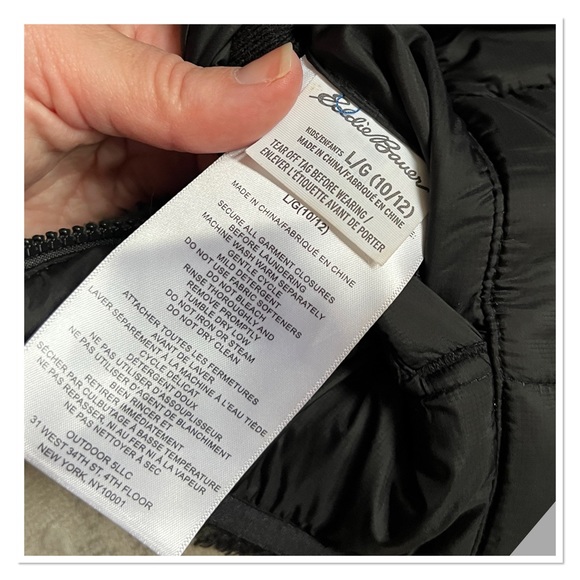 Eddie Bauer
KIDS/ENFANTS L/G (10/12)
MADE IN CHINA/FABRIQUÉ EN CHINE
TEAR OFF TAG BEFORE WEARING/
ENLEVER L'ÉTIQUETTE AVANT DE PORTER
L/G(10/12)
MADE IN CHINA/FABRIQUÉ EN CHINE
SECURE ALL GARMENT CLOSURES
BEFORE LAUNDERING
MACHINE WASH WARM SEPARATELY
GENTLE CYCLE
MILD DETERGENT
DO NOT BLEACH
DO NOT USE FABRIC SOFTENERS
RINSE THOROUGHLY AND
REMOVE PROMPTLY
TUMBLE DRY LOW
DO NOT IRON OR STEAM
DO NOT DRY CLEAN
ATTACHER TOUTES LES FERMETURES
AVANT DE LAVER
LAVER SÉPARÉMENT À LA MACHINE À L'EAU TIÈDE
CYCLE DÉLICAT
DÉTERGENT DOUX
NE PAS UTILISER D'ASSOUPLISSEUR
NE PAS UTILISER D'AGENT DE BLANCHIMENT
BIEN RINCER ET
RETIRER IMMÉDIATEMENT
SÉCHER PAR CULBUTAGE À BASSE TEMPÉRATURE
NE PAS REPASSER, NI AU FER NI À LA VAPEUR
NE PAS NETTOYER À SEC
OUTDOOR 5LLC
31 WEST 34TH ST, 4TH FLOOR
NEW YORK, NY10001